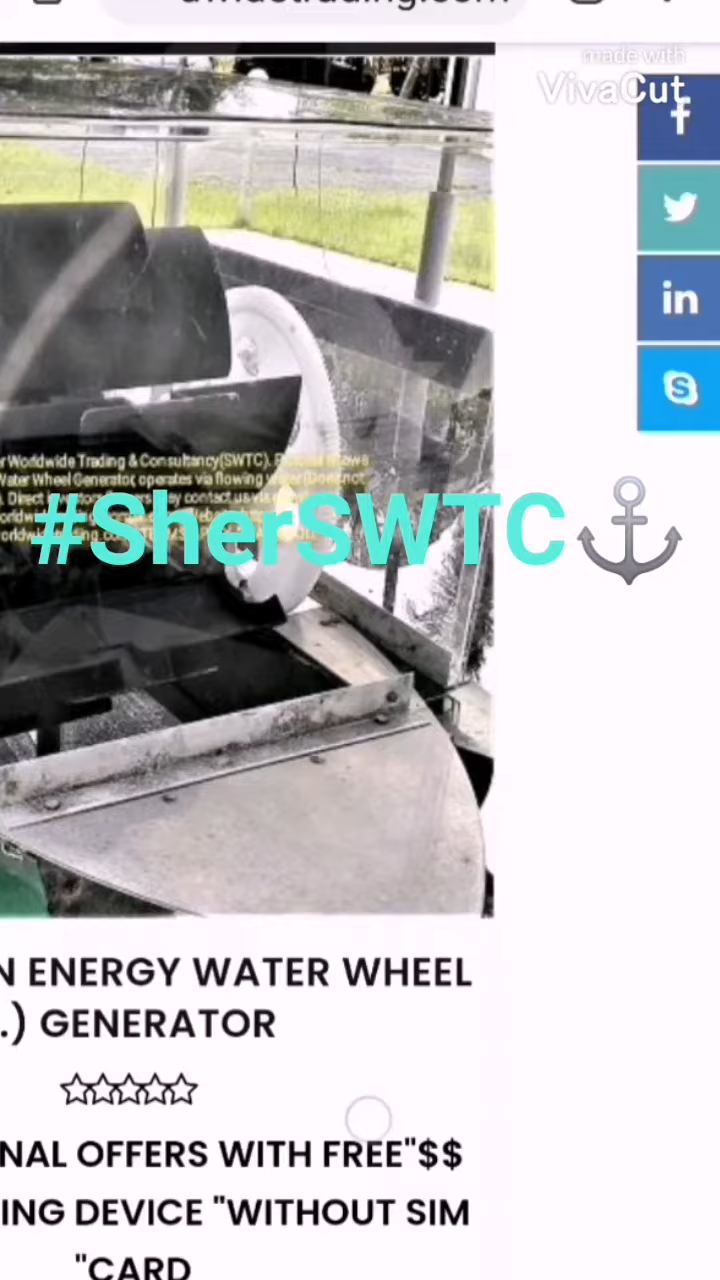 made with
VivaCut
f
in
S
r Worldwide Trading & Consultancy(SWTC).
Water Wheel Generator, operates via flowing
#SherSWTC
N ENERGY WATER WHEEL
.) GENERATOR
NAL OFFERS WITH FREE"$$
ING DEVICE "WITHOUT SIM
"CARD